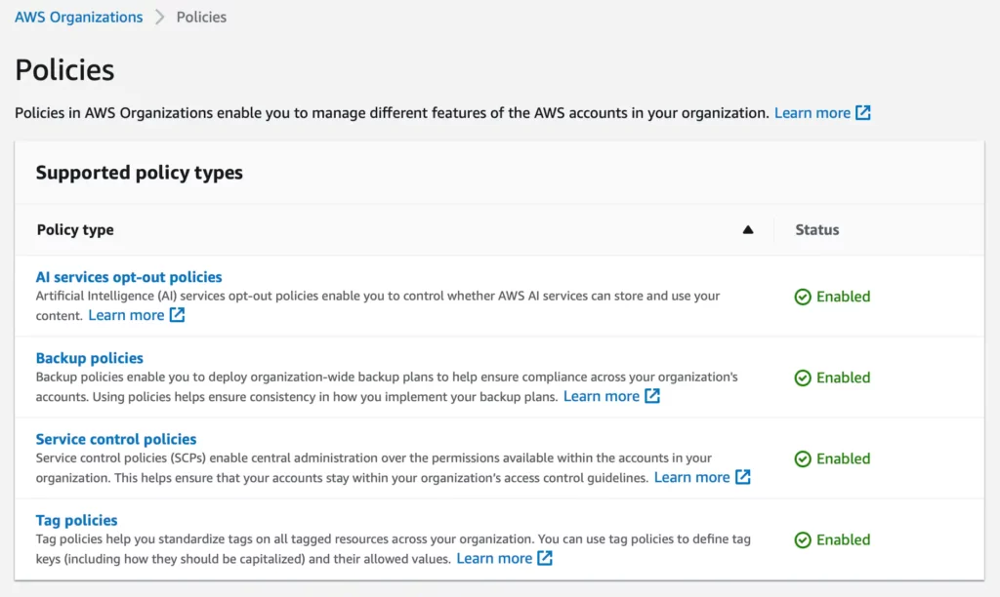 AWS Organizations > Policies
Policies
Policies in AWS Organizations enable you to manage different features of the AWS accounts in your organization. Learn more
Supported policy types
Policy type Status
AI services opt-out policies
Artificial Intelligence (AI) services opt-out policies enable you to control whether AWS AI services can store and use your
content. Learn more
Enabled
Backup policies
Backup policies enable you to deploy organization-wide backup plans to help ensure compliance across your organization's
accounts. Using policies helps ensure consistency in how you implement your backup plans. Learn more
Enabled
Service control policies
Service control policies (SCPs) enable central administration over the permissions available within the accounts in your
organization. This helps ensure that your accounts stay within your organization's access control guidelines. Learn more
Enabled
Tag policies
Tag policies help you standardize tags on all tagged resources across your organization. You can use tag policies to define tag
keys (including how they should be capitalized) and their allowed values. Learn more
Enabled